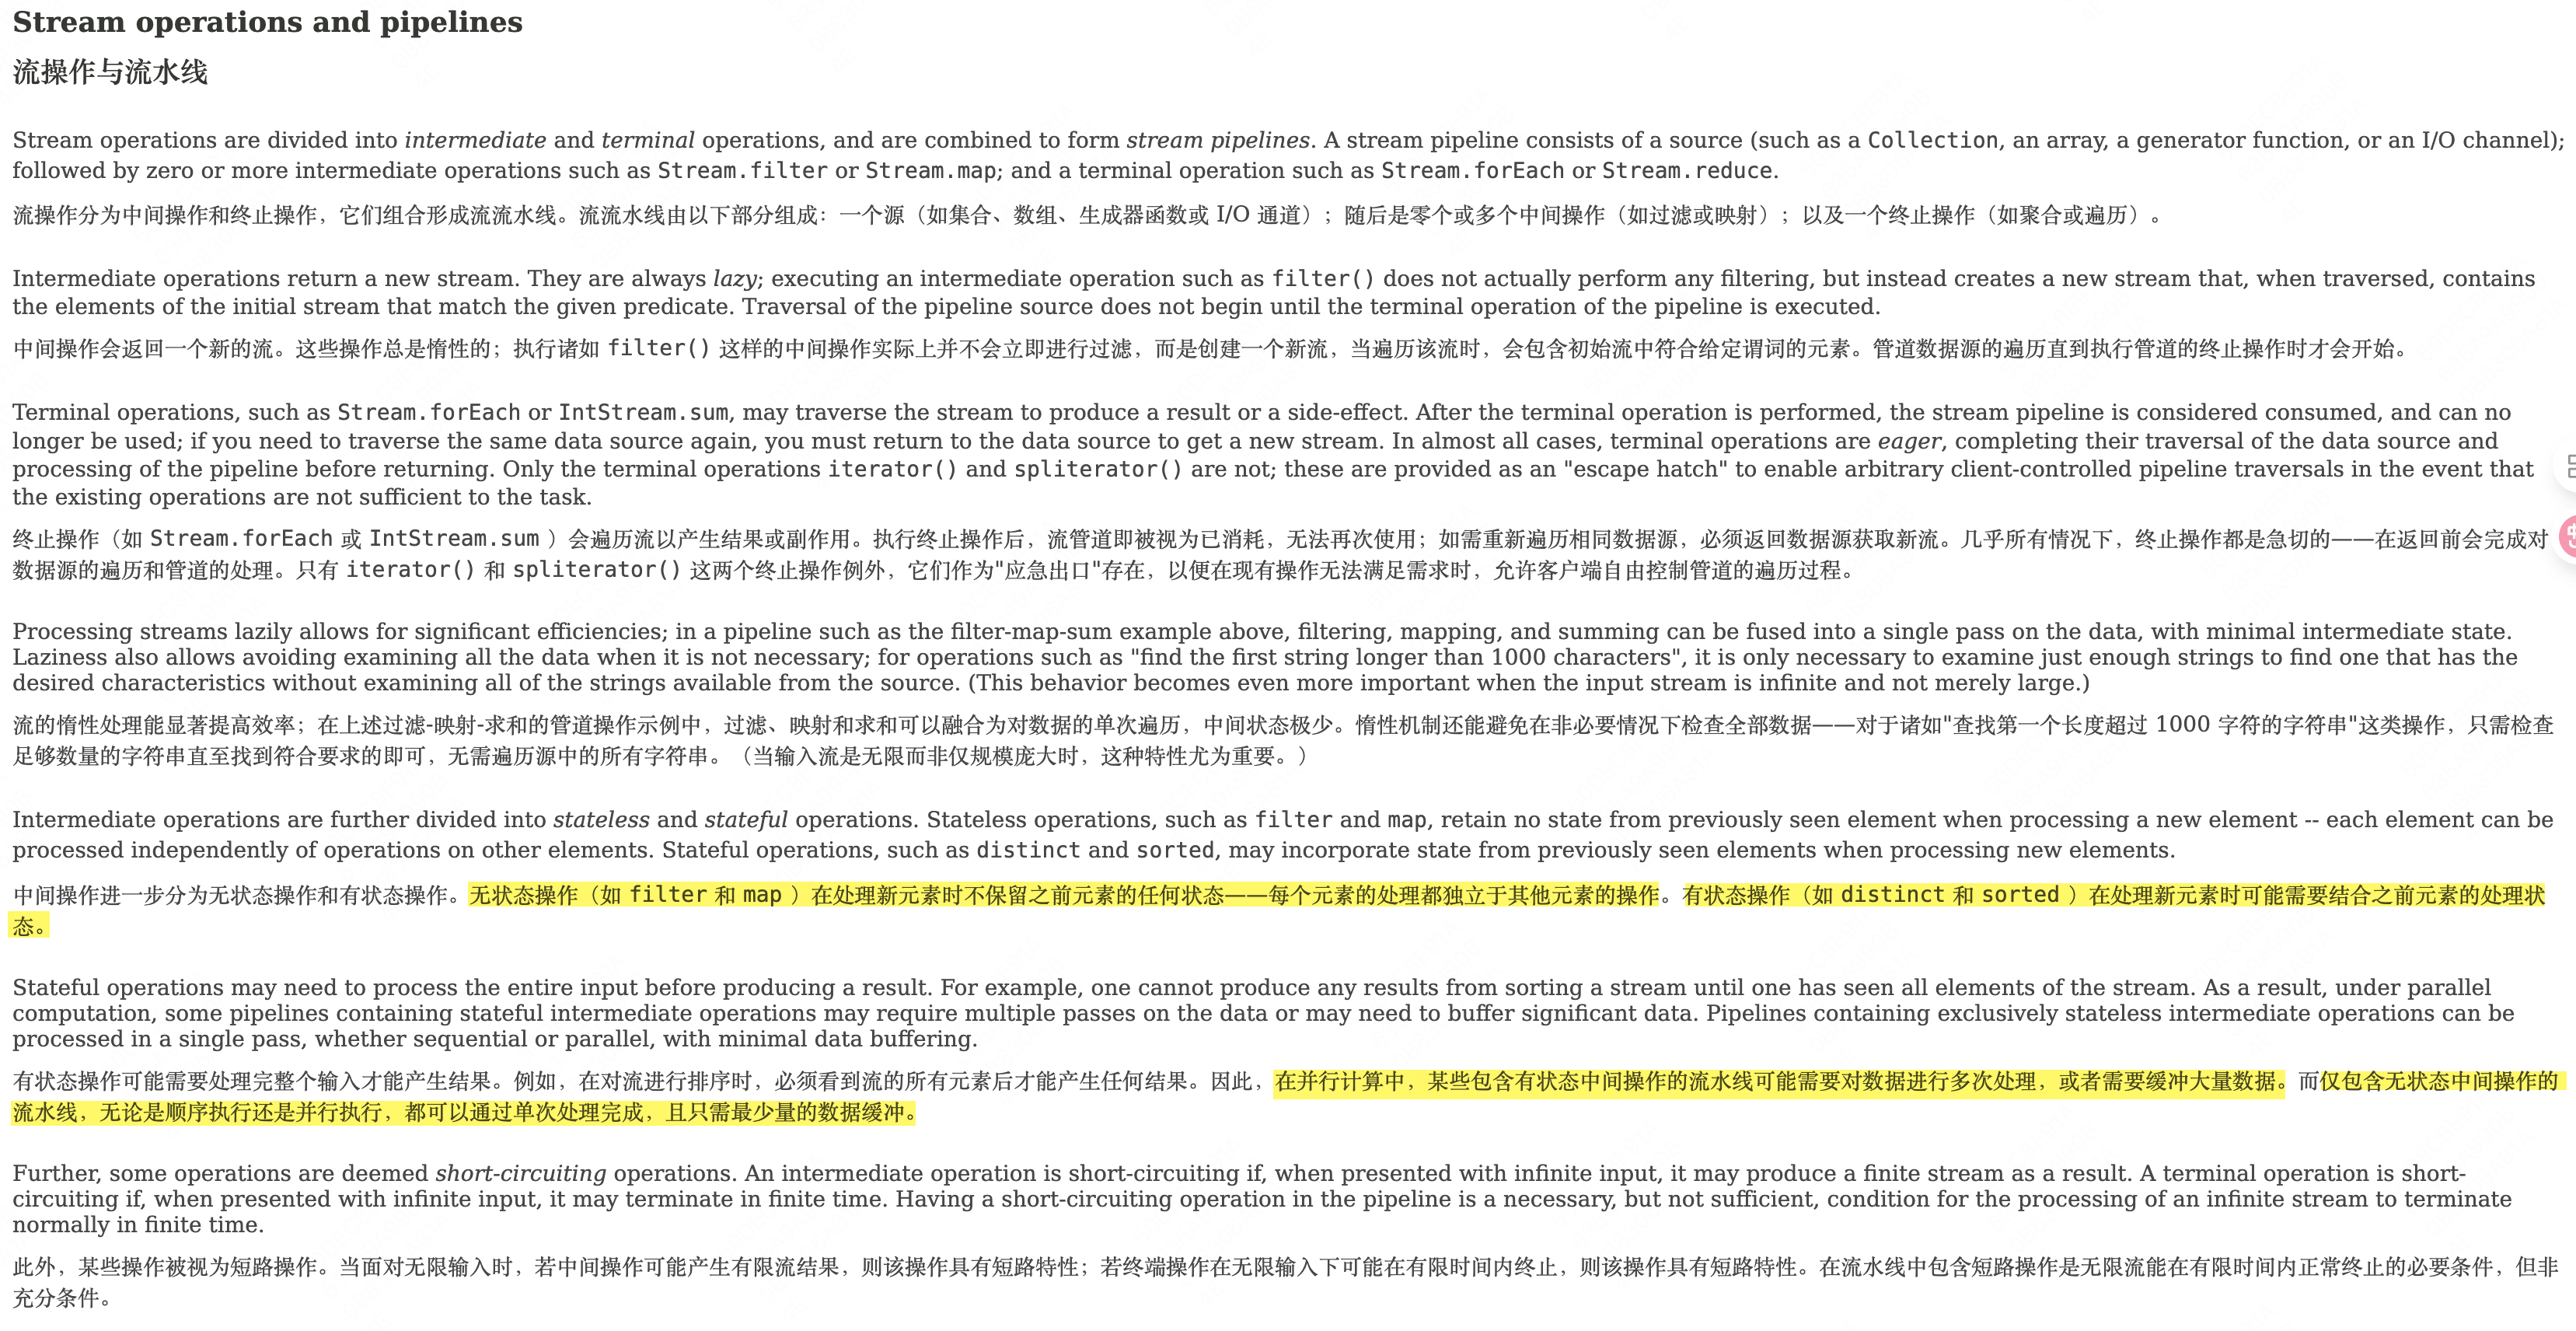 Stream operations and pipelines
流操作与流水线
Stream operations are divided into intermediate and terminal operations, and are combined to form stream pipelines. A stream pipeline consists of a source (such as a Collection, an array, a generator function, or an I/O channel);
followed by zero or more intermediate operations such as Stream.filter or Stream.map; and a terminal operation such as Stream.forEach or Stream.reduce.
流操作分为中间操作和终止操作，它们组合形成流流水线。流流水线由以下部分组成：一个源（如集合、数组、生成器函数或 I/O 通道）；随后是零个或多个中间操作（如过滤或映射）；以及一个终止操作（如聚合或遍历）。
Intermediate operations return a new stream. They are always lazy; executing an intermediate operation such as filter() does not actually perform any filtering, but instead creates a new stream that, when traversed, contains
the elements of the initial stream that match the given predicate. Traversal of the pipeline source does not begin until the terminal operation of the pipeline is executed.
中间操作会返回一个新的流。这些操作总是惰性的；执行诸如 filter() 这样的中间操作实际上并不会立即进行过滤，而是创建一个新流，当遍历该流时，会包含初始流中符合给定谓词的元素。管道数据源的遍历直到执行管道的终止操作时才会开始。
Terminal operations, such as Stream.forEach or IntStream.sum, may traverse the stream to produce a result or a side-effect. After the terminal operation is performed, the stream pipeline is considered consumed, and can no
longer be used; if you need to traverse the same data source again, you must return to the data source to get a new stream. In almost all cases, terminal operations are eager, completing their traversal of the data source and
processing of the pipeline before returning. Only the terminal operations iterator() and spliterator() are not; these are provided as an "escape hatch" to enable arbitrary client-controlled pipeline traversals in the event that
the existing operations are not sufficient to the task.
终止操作（如 Stream.forEach 或 IntStream.sum ）会遍历流以产生结果或副作用。执行终止操作后，流管道即被视为已消耗，无法再次使用；如需重新遍历相同数据源，必须返回数据源获取新流。几乎所有情况下，终止操作都是急切的——在返回前会完成对
数据源的遍历和管道的处理。只有 iterator() 和 spliterator() 这两个终止操作例外，它们作为"应急出口"存在，以便在现有操作无法满足需求时，允许客户端自由控制管道的遍历过程。
Processing streams lazily allows for significant efficiencies; in a pipeline such as the filter-map-sum example above, filtering, mapping, and summing can be fused into a single pass on the data, with minimal intermediate state.
Laziness also allows avoiding examining all the data when it is not necessary; for operations such as "find the first string longer than 1000 characters", it is only necessary to examine just enough strings to find one that has the
desired characteristics without examining all of the strings available from the source. (This behavior becomes even more important when the input stream is infinite and not merely large.)
流的惰性处理能显著提高效率；在上述过滤-映射-求和的管道操作示例中，过滤、映射和求和可以融合为对数据的单次遍历，中间状态极少。惰性机制还能避免在非必要情况下检查全部数据——对于诸如"查找第一个长度超过 1000 字符的字符串"这类操作，只需检查
足够数量的字符串直至找到符合要求的即可，无需遍历源中的所有字符串。（当输入流是无限而非仅规模庞大时，这种特性尤为重要。）
Intermediate operations are further divided into stateless and stateful operations. Stateless operations, such as filter and map, retain no state from previously seen element when processing a new element -- each element can be
processed independently of operations on other elements. Stateful operations, such as distinct and sorted, may incorporate state from previously seen elements when processing new elements.
中间操作进一步分为无状态操作和有状态操作。无状态操作（如 filter 和 map ）在处理新元素时不保留之前元素的任何状态——每个元素的处理都独立于其他元素的操作。有状态操作（如 distinct 和 sorted ）在处理新元素时可能需要结合之前元素的处理状
态。
Stateful operations may need to process the entire input before producing a result. For example, one cannot produce any results from sorting a stream until one has seen all elements of the stream. As a result, under parallel
computation, some pipelines containing stateful intermediate operations may require multiple passes on the data or may need to buffer significant data. Pipelines containing exclusively stateless intermediate operations can be
processed in a single pass, whether sequential or parallel, with minimal data buffering.
有状态操作可能需要处理完整个输入才能产生结果。例如，在对流进行排序时，必须看到流的所有元素后才能产生任何结果。因此，在并行计算中，某些包含有状态中间操作的流水线可能需要对数据进行多次处理，或者需要缓冲大量数据。而仅包含无状态中间操作的
流水线，无论是顺序执行还是并行执行，都可以通过单次处理完成，且只需最少量的数据缓冲。
Further, some operations are deemed short-circuiting operations. An intermediate operation is short-circuiting if, when presented with infinite input, it may produce a finite stream as a result. A terminal operation is short-
circuiting if, when presented with infinite input, it may terminate in finite time. Having a short-circuiting operation in the pipeline is a necessary, but not sufficient, condition for the processing of an infinite stream to terminate
normally in finite time.
此外，某些操作被视为短路操作。当面对无限输入时，若中间操作可能产生有限流结果，则该操作具有短路特性；若终端操作在无限输入下可能在有限时间内终止，则该操作具有短路特性。在流水线中包含短路操作是无限流能在有限时间内正常终止的必要条件，但非
充分条件。